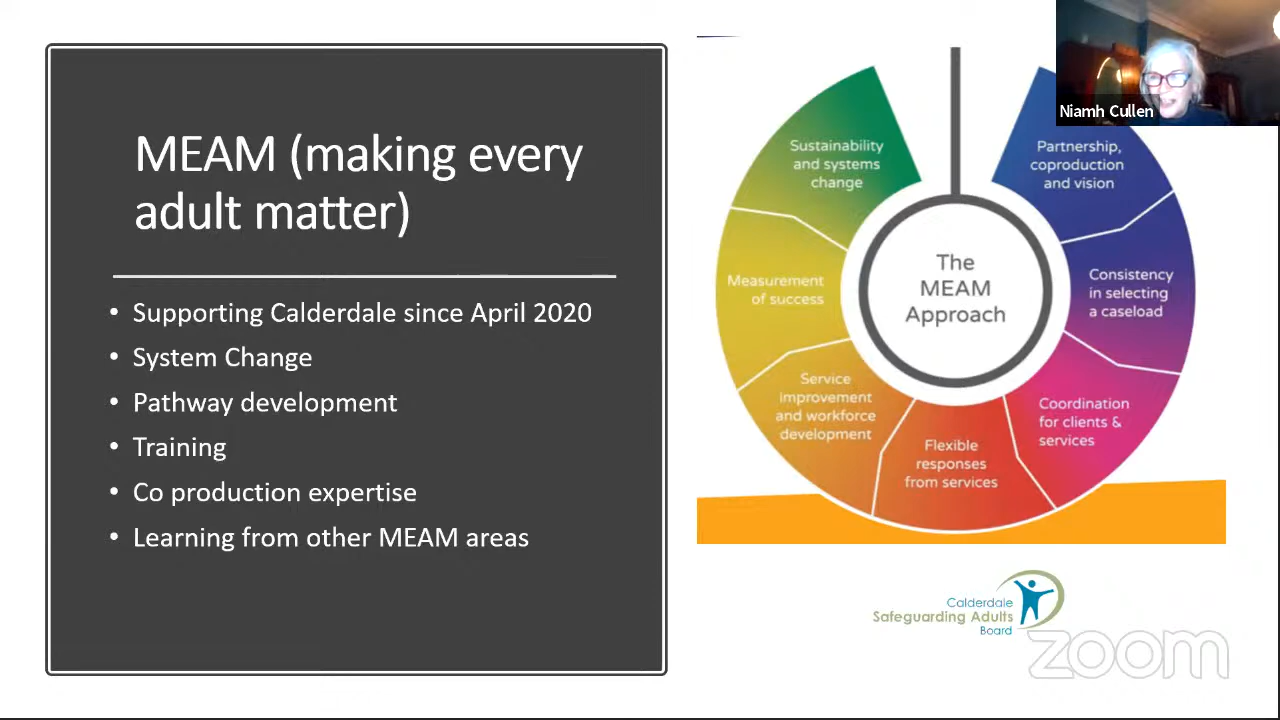 MEAM (making every
adult matter)
• Supporting Calderdale since April 2020
• System Change
• Pathway development
• Training
• Co production expertise
• Learning from other MEAM areas
Niamh Cullen
Sustainability
and systems
change
Partnership,
coproduction
and vision
Measurement
of success
The
MEAM
Approach
Consistency
in selecting
a caseload
Service
improvement
and workforce
development
Flexible
responses
from services
Coordination
for clients &
services
Calderdale
Safeguarding Adults
Board
zoom